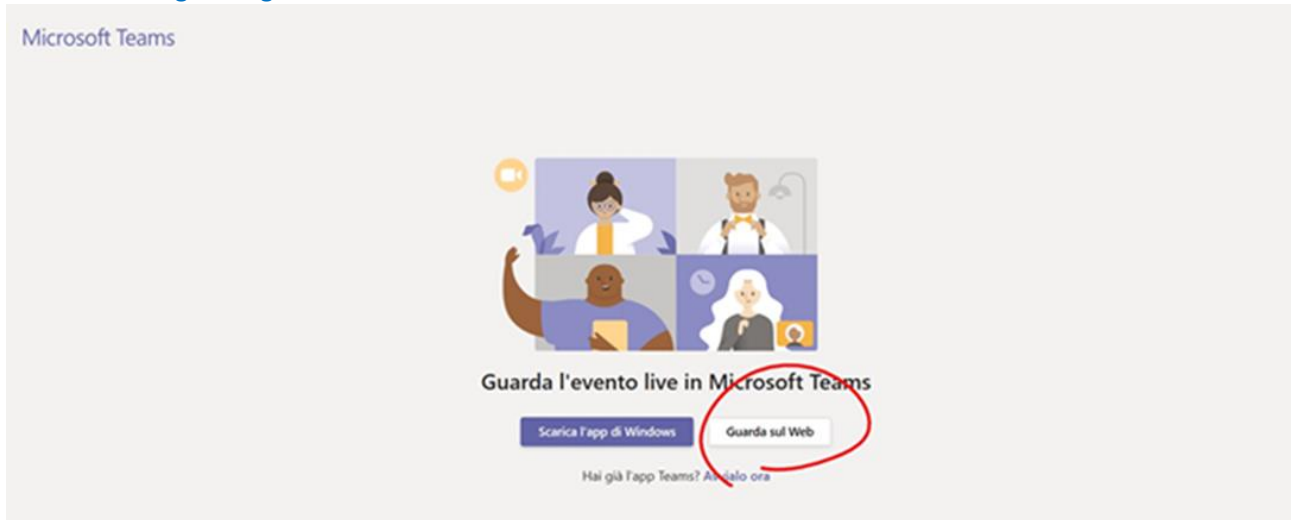 Microsoft Teams
Guarda l'evento live in Microsoft Teams
Scarica l'app di Windows
Guarda sul Web
Hai già l'app Teams? Avvialo ora